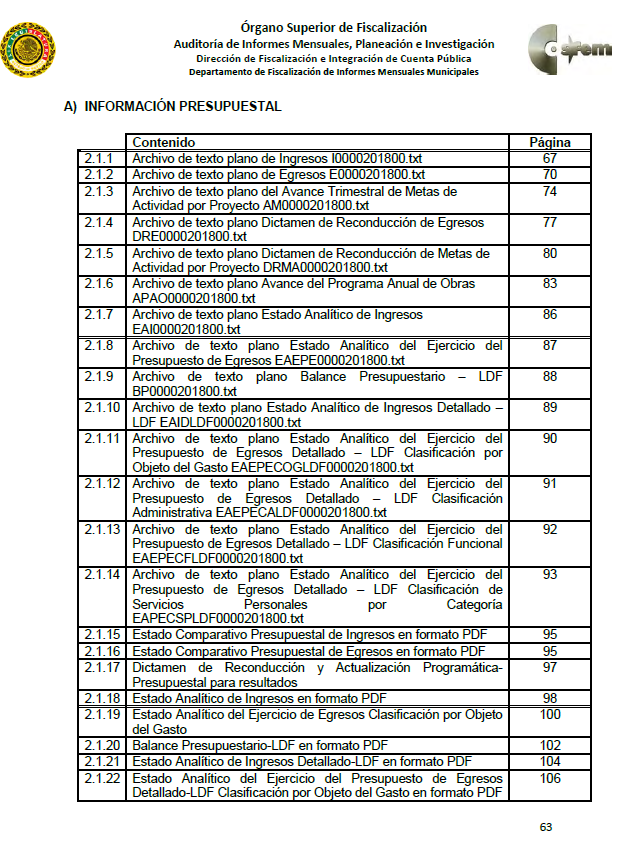 Órgano Superior de Fiscalización
Auditoría de Informes Mensuales, Planeación e Investigación
Dirección de Fiscalización e Integración de Cuenta Pública
Departamento de Fiscalización de Informes Mensuales Municipales
osfem
A) INFORMACIÓN PRESUPUESTAL
Contenido Página
2.1.1 Archivo de texto plano de Ingresos I0000201800.txt 67
2.1.2 Archivo de texto plano de Egresos E0000201800.txt 70
2.1.3 Archivo de texto plano del Avance Trimestral de Metas de 74
Actividad por Proyecto AM0000201800.txt
2.1.4 Archivo de texto plano Dictamen de Reconducción de Egresos 77
DRE0000201800.txt
2.1.5 Archivo de texto plano Dictamen de Reconducción de Metas de 80
Actividad por Proyecto DRMA0000201800.txt
2.1.6 Archivo de texto plano Avance del Programa Anual de Obras 83
APAO0000201800.txt
2.1.7 Archivo de texto plano Estado Analítico de Ingresos 86
EAI0000201800.txt
2.1.8 Archivo de texto plano Estado Analítico del Ejercicio del 87
Presupuesto de Egresos EAEPE0000201800.txt
2.1.9 Archivo de texto plano Balance Presupuestario – LDF 88
BP0000201800.txt
2.1.10 Archivo de texto plano Estado Analítico de Ingresos Detallado – 89
LDF EAIDLDF0000201800.txt
2.1.11 Archivo de texto plano Estado Analítico del Ejercicio del 90
Presupuesto de Egresos Detallado – LDF Clasificación por
Objeto del Gasto EAEPECOGLDF0000201800.txt
2.1.12 Archivo de texto plano Estado Analítico del Ejercicio del 91
Presupuesto de Egresos Detallado – LDF Clasificación
Administrativa EAEPECALDF0000201800.txt
2.1.13 Archivo de texto plano Estado Analítico del Ejercicio del 92
Presupuesto de Egresos Detallado – LDF Clasificación Funcional
EAEPECFLDF0000201800.txt
2.1.14 Archivo de texto plano Estado Analítico del Ejercicio del 93
Presupuesto de Egresos Detallado – LDF Clasificación de
Servicios Personales por Categoría
EAPECSPLDF0000201800.txt
2.1.15 Estado Comparativo Presupuestal de Ingresos en formato PDF 95
2.1.16 Estado Comparativo Presupuestal de Egresos en formato PDF 95
2.1.17 Dictamen de Reconducción y Actualización Programática- 97
Presupuestal para resultados
2.1.18 Estado Analítico de Ingresos en formato PDF 98
2.1.19 Estado Analítico del Ejercicio de Egresos Clasificación por Objeto 100
del Gasto
2.1.20 Balance Presupuestario-LDF en formato PDF 102
2.1.21 Estado Analítico de Ingresos Detallado-LDF en formato PDF 104
2.1.22 Estado Analítico del Ejercicio del Presupuesto de Egresos 106
Detallado-LDF Clasificación por Objeto del Gasto en formato PDF
63